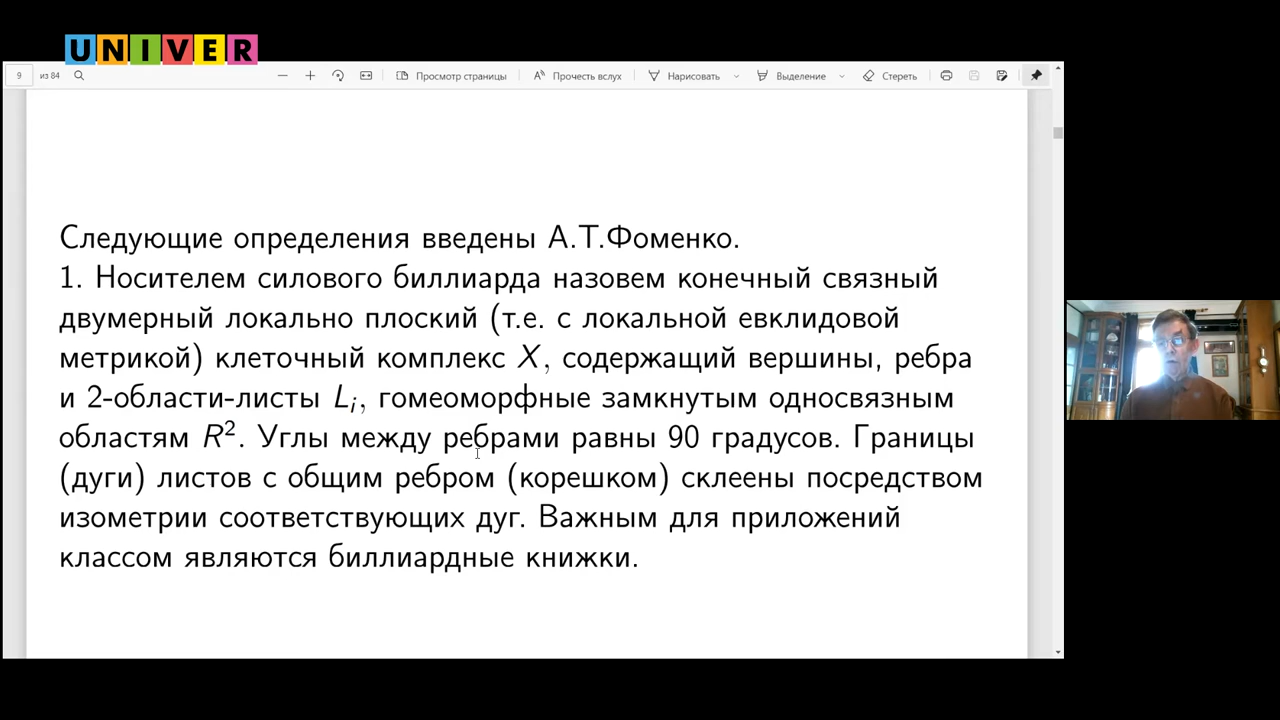 UNIVER
9 из 84 Просмотр страницы Прочесть вслух Нарисовать Выделение Стереть
Следующие определения введены А.Т.Фоменко.
1. Носителем силового биллиарда назовем конечный связный
двумерный локально плоский (т.е. с локальной евклидовой
метрикой) клеточный комплекс X, содержащий вершины, ребра
и 2-области-листы Lᵢ, гомеоморфные замкнутым односвязным
областям R². Углы между ребрами равны 90 градусов. Границы
(дуги) листов с общим ребром (корешком) склеены посредством
изометрии соответствующих дуг. Важным для приложений
классом являются биллиардные книжки.